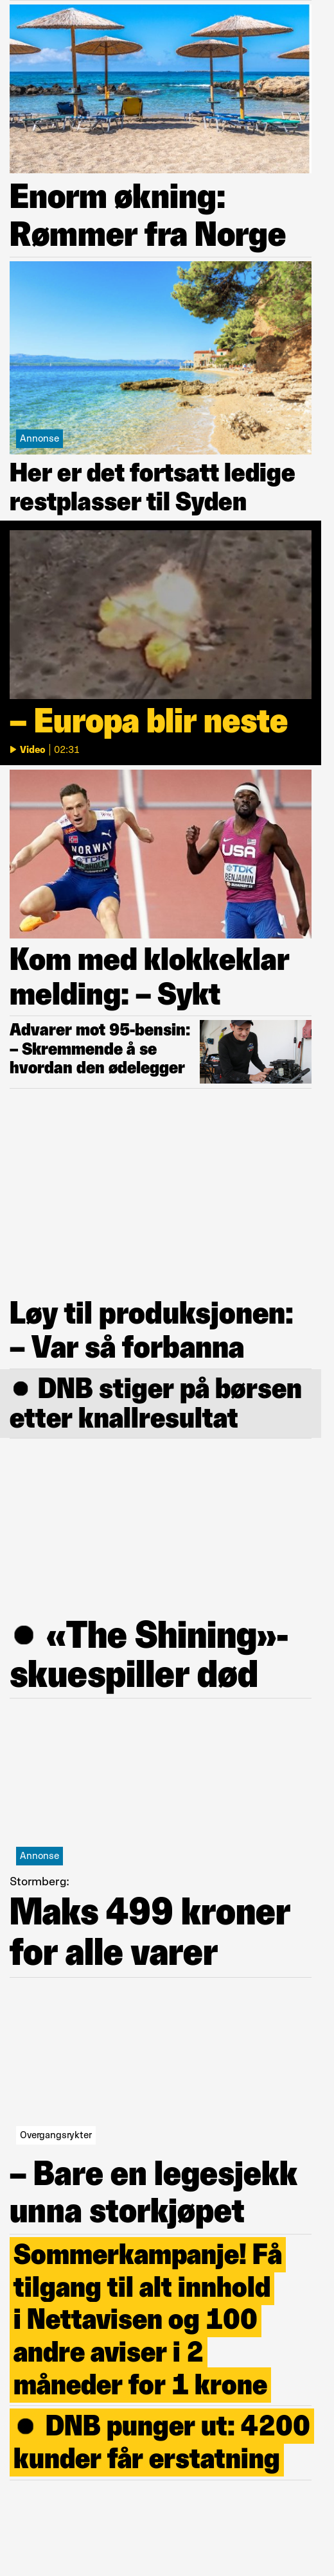 Enorm økning:
Rømmer fra Norge
Annonse
Her er det fortsatt ledige
restplasser til Syden
– Europa blir neste
Video | 02:31
NORWAY
TDK
USA
TDK
BENJAMIN
Kom med klokkeklar
melding: – Sykt
Advarer mot 95-bensin:
– Skremmende å se
hvordan den ødelegger
Løy til produksjonen:
– Var så forbanna
● DNB stiger på børsen
etter knallresultat
● «The Shining»-
skuespiller død
Annonse
Stormberg:
Maks 499 kroner
for alle varer
Overgangsrykter
– Bare en legesjekk
unna storkjøpet
Sommerkampanje! Få
tilgang til alt innhold
i Nettavisen og 100
andre aviser i 2
måneder for 1 krone
● DNB punger ut: 4200
kunder får erstatning